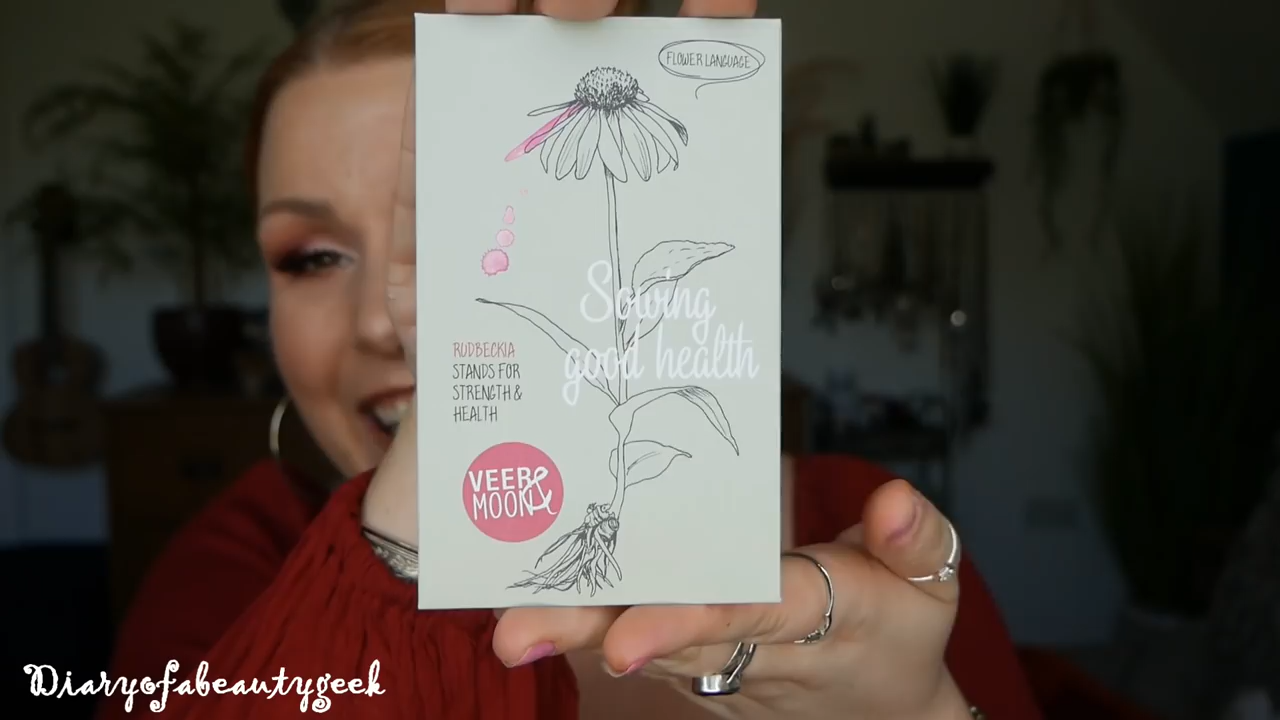 FLOWER LANGUAGE
Sowing
good health
RUDBECKIA
STANDS FOR
STRENGTH &
HEALTH
VEER &
MOON
Diaryofabeautygeek